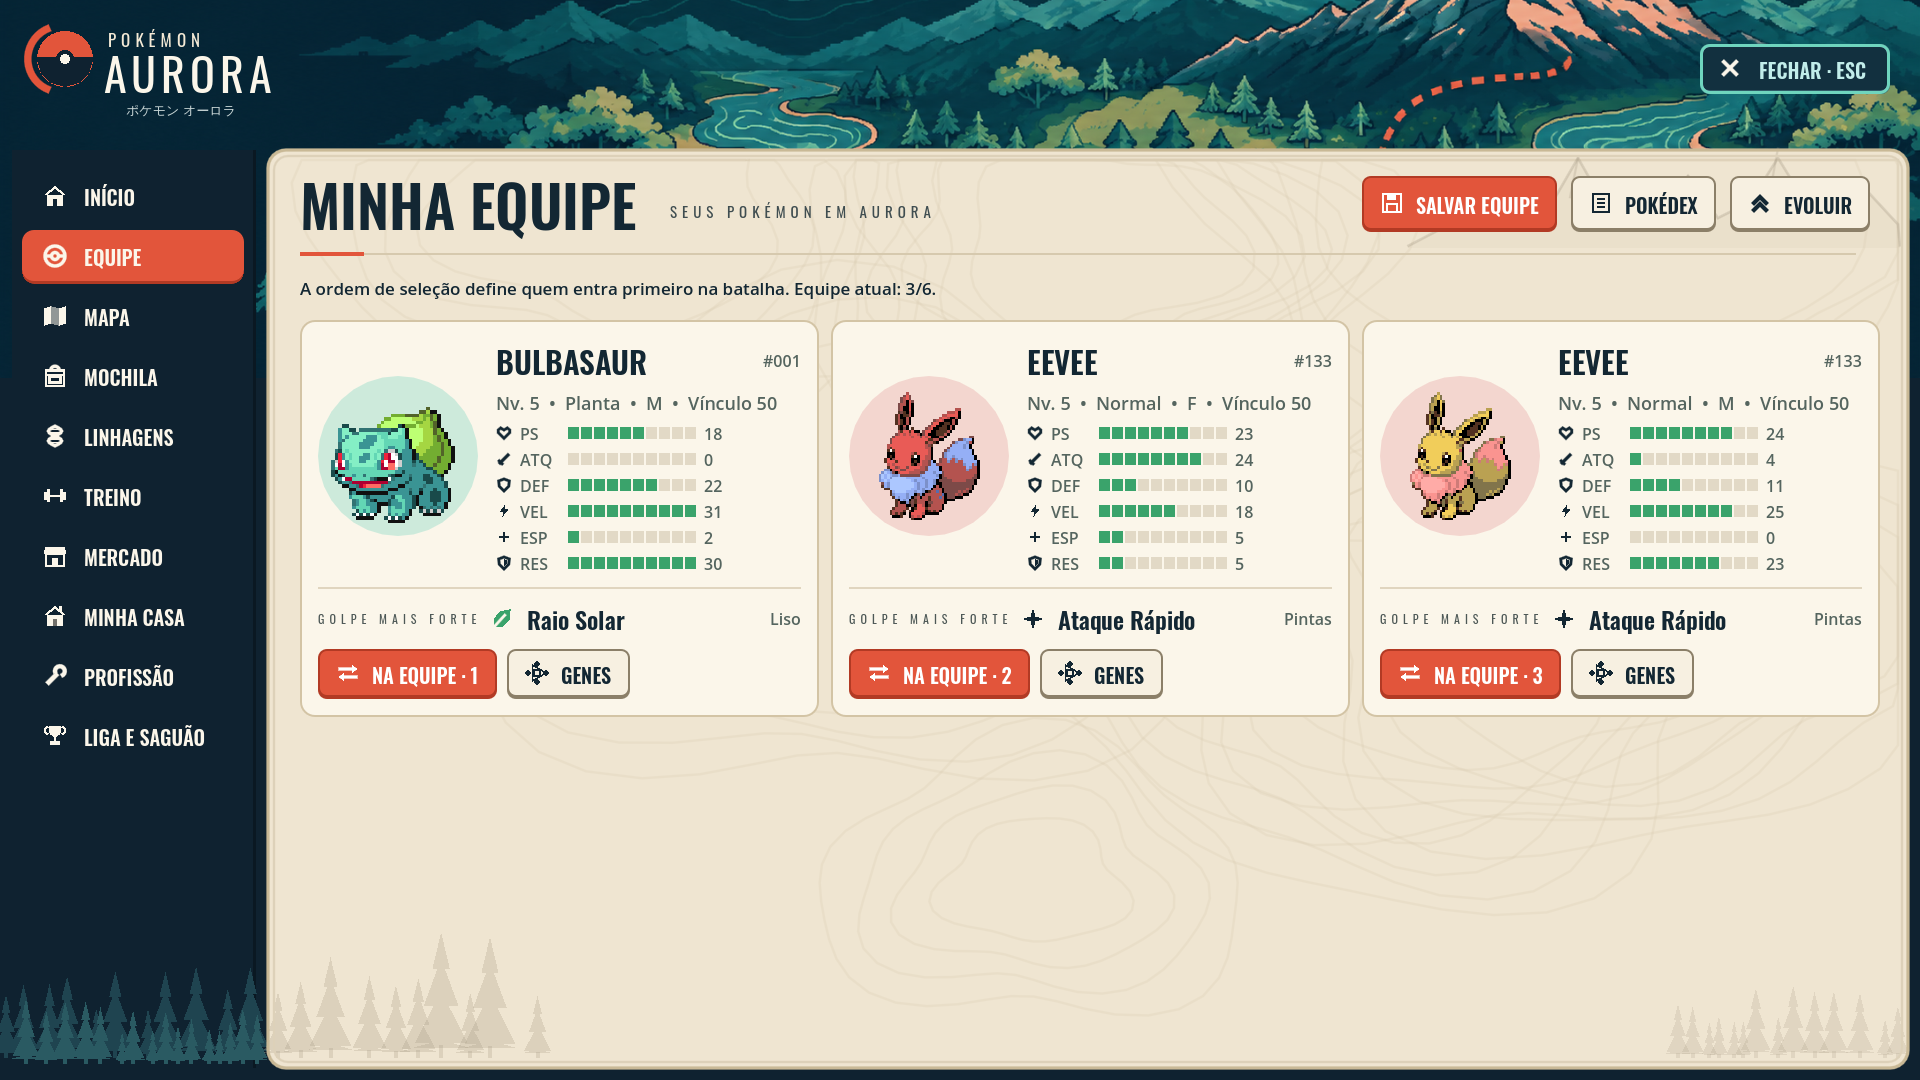 POKÉMON
AURORA
ポケモン オーロラ
FECHAR · ESC
INÍCIO
EQUIPE
MAPA
MOCHILA
LINHAGENS
TREINO
MERCADO
MINHA CASA
PROFISSÃO
LIGA E SAGUÃO
MINHA EQUIPE
SEUS POKÉMON EM AURORA
SALVAR EQUIPE
POKÉDEX
EVOLUIR
A ordem de seleção define quem entra primeiro na batalha. Equipe atual: 3/6.
BULBASAUR #001
Nv. 5 • Planta • M • Vínculo 50
PS 18
ATQ 0
DEF 22
VEL 31
ESP 2
RES 30
GOLPE MAIS FORTE Raio Solar Liso
NA EQUIPE · 1 GENES
EEVEE #133
Nv. 5 • Normal • F • Vínculo 50
PS 23
ATQ 24
DEF 10
VEL 18
ESP 5
RES 5
GOLPE MAIS FORTE Ataque Rápido Pintas
NA EQUIPE · 2 GENES
EEVEE #133
Nv. 5 • Normal • M • Vínculo 50
PS 24
ATQ 4
DEF 11
VEL 25
ESP 0
RES 23
GOLPE MAIS FORTE Ataque Rápido Pintas
NA EQUIPE · 3 GENES